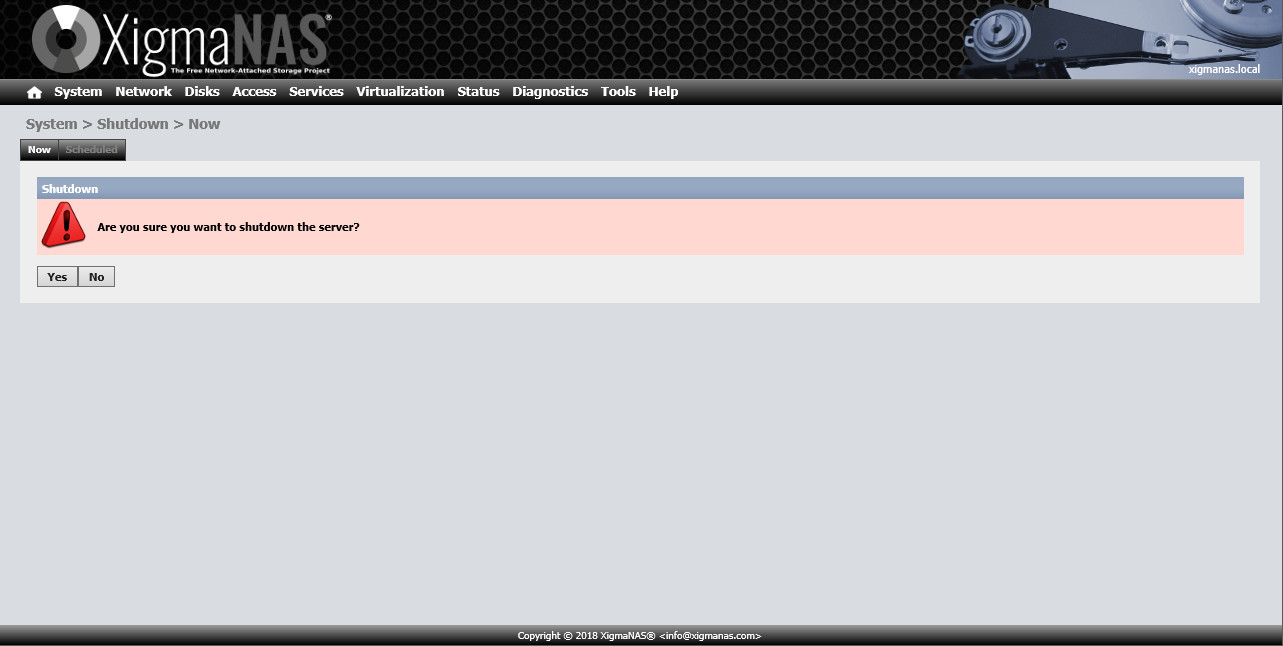 XigmaNAS®
The Free Network-Attached Storage Project
xigmanas.local
System Network Disks Access Services Virtualization Status Diagnostics Tools Help
System > Shutdown > Now
Now Scheduled
Shutdown
Are you sure you want to shutdown the server?
Yes No
Copyright © 2018 XigmaNAS® <info@xigmanas.com>